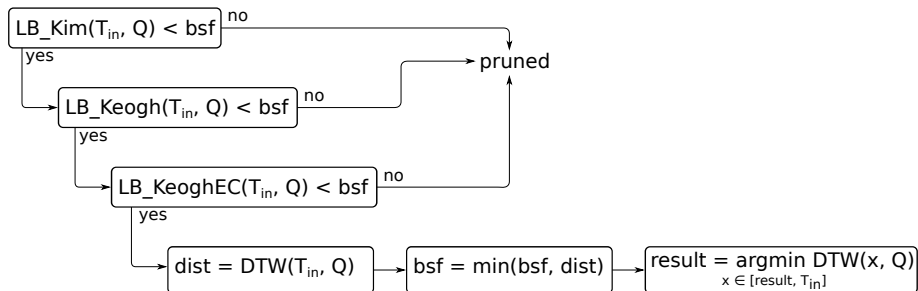 LB_Kim(T_in, Q) < bsf
no
yes
pruned
LB_Keogh(T_in, Q) < bsf
no
yes
LB_KeoghEC(T_in, Q) < bsf
no
yes
dist = DTW(T_in, Q)
bsf = min(bsf, dist)
result = argmin DTW(x, Q)
x ∈ [result, T_in]